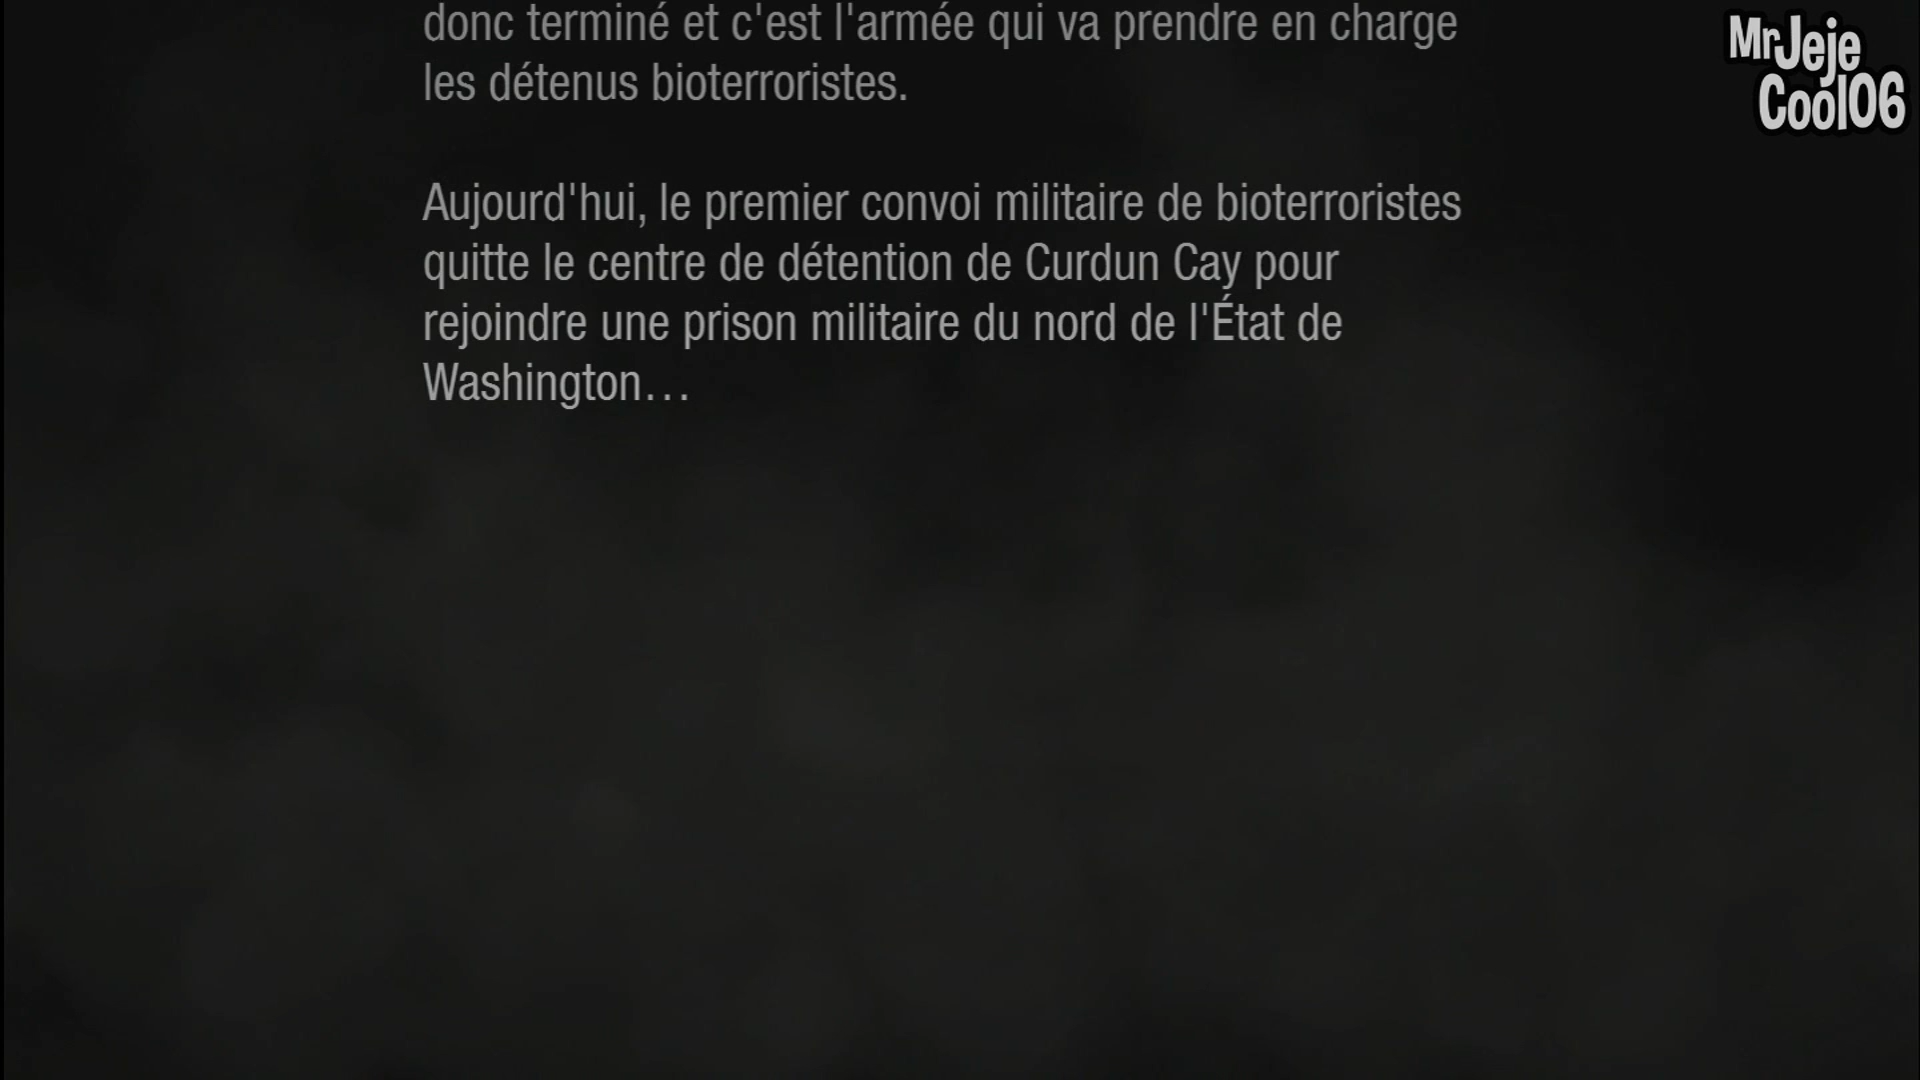 donc terminé et c'est l'armée qui va prendre en charge
les détenus bioterroristes.
Aujourd'hui, le premier convoi militaire de bioterroristes
quitte le centre de détention de Curdun Cay pour
rejoindre une prison militaire du nord de l'État de
Washington…
MrJeje
Cool06